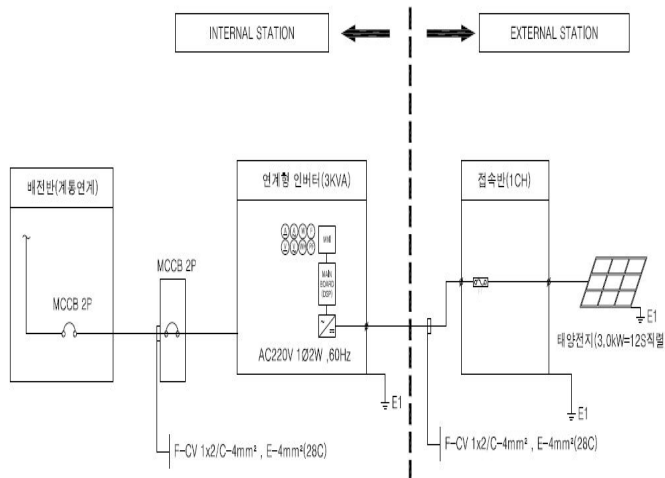 INTERNAL STATION
EXTERNAL STATION
배전반(계통연계)
연계형 인버터(3KVA)
접속반(1CH)
MCCB 2P
MCCB 2P
MAIN
BOARD
(DSP)
AC220V 1Ø2W ,60Hz
E1
태양전지(3,0kW=12S직렬
E1
E1
F-CV 1x2/C-4mm² , E-4mm²(28C)
F-CV 1x2/C-4mm² , E-4mm²(28C)